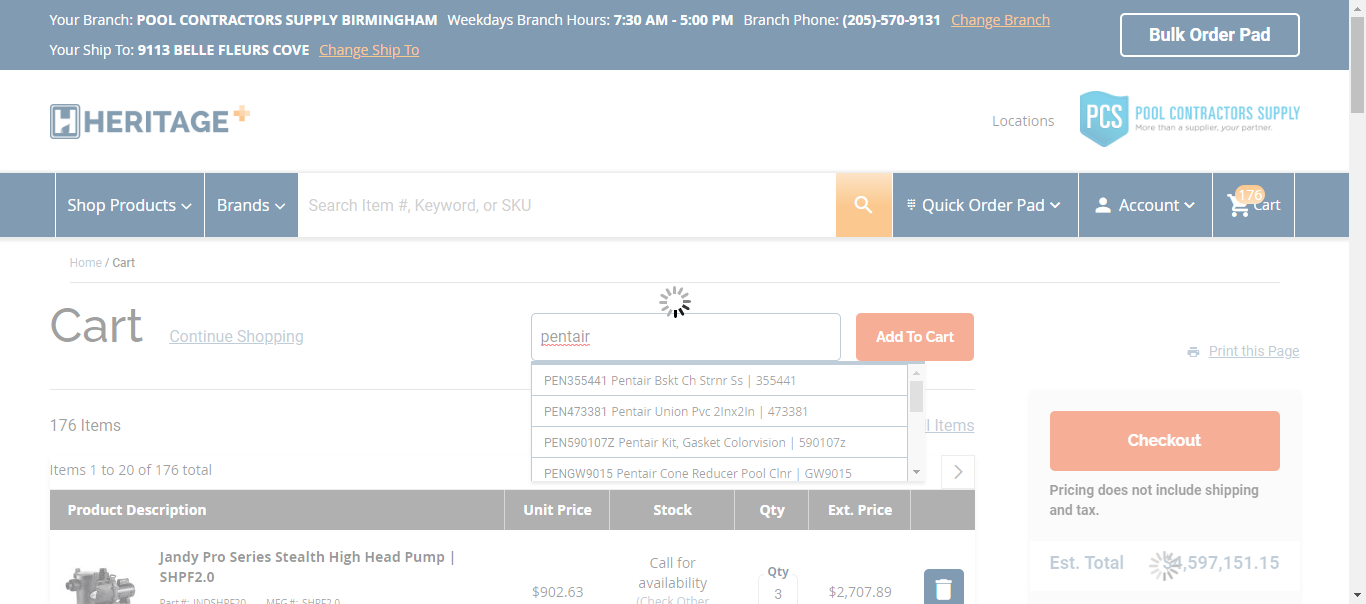 Your Branch: POOL CONTRACTORS SUPPLY BIRMINGHAM Weekdays Branch Hours: 7:30 AM - 5:00 PM Branch Phone: (205)-570-9131 Change Branch
Your Ship To: 9113 BELLE FLEURS COVE Change Ship To
Bulk Order Pad
HERITAGE+
Locations
PCS POOL CONTRACTORS SUPPLY
More than a supplier, your partner.
Shop Products
Brands
Search Item #, Keyword, or SKU
Quick Order Pad
Account
176
Cart
Home / Cart
Cart
Continue Shopping
pentair
Add To Cart
Print this Page
PEN355441 Pentair Bskt Ch Strnr Ss | 355441
PEN473381 Pentair Union Pvc 2Inx2In | 473381
PEN590107Z Pentair Kit, Gasket Colorvision | 590107z
PENGW9015 Pentair Cone Reducer Pool Clnr | GW9015
176 Items
Items
Items 1 to 20 of 176 total
Checkout
Pricing does not include shipping
and tax.
Product Description Unit Price Stock Qty Ext. Price
Jandy Pro Series Stealth High Head Pump |
SHPF2.0
Part #: JNDSHPF20 MFG #: SHPF2.0
$902.63
Call for
availability
(Check Other
Qty
3
$2,707.89
Est. Total
4,597,151.15